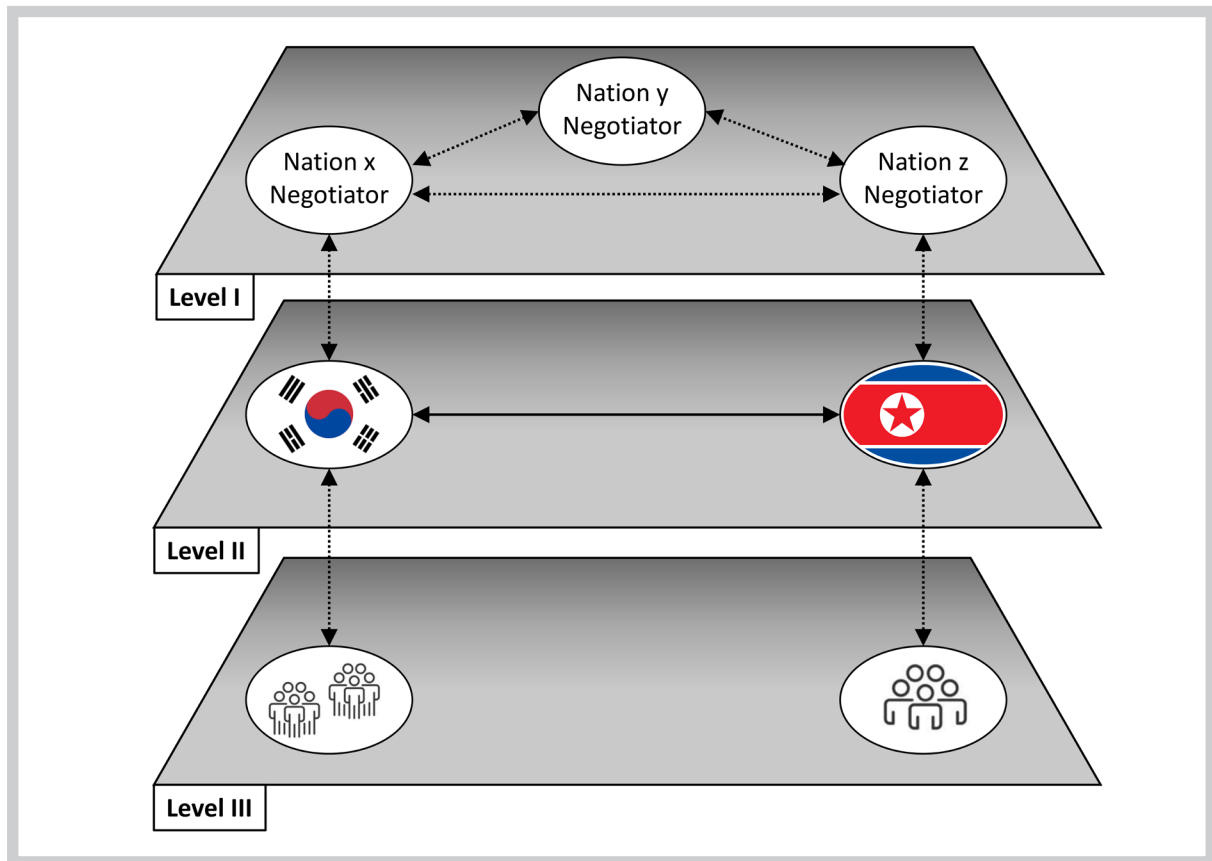 Nation y
Negotiator
Nation x
Negotiator
Nation z
Negotiator
Level I
Level II
Level III